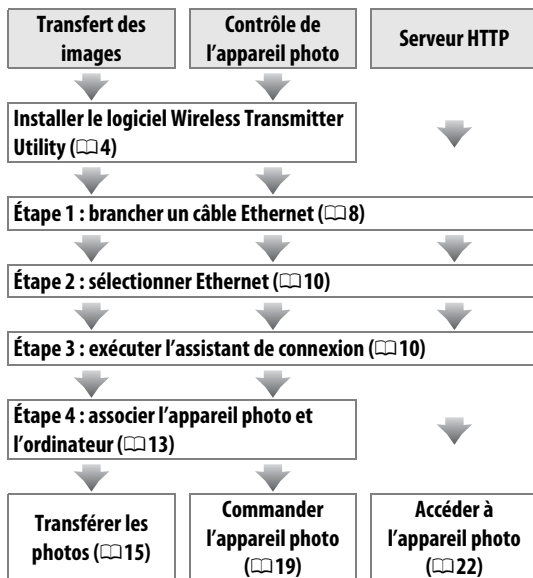 Transfert des
images
Contrôle de
l'appareil photo
Serveur HTTP
Installer le logiciel Wireless Transmitter
Utility (📖4)
Étape 1 : brancher un câble Ethernet (📖8)
Étape 2 : sélectionner Ethernet (📖10)
Étape 3 : exécuter l'assistant de connexion (📖10)
Étape 4 : associer l'appareil photo et
l'ordinateur (📖13)
Transférer les
photos (📖15)
Commander
l'appareil photo
(📖19)
Accéder à
l'appareil photo
(📖22)